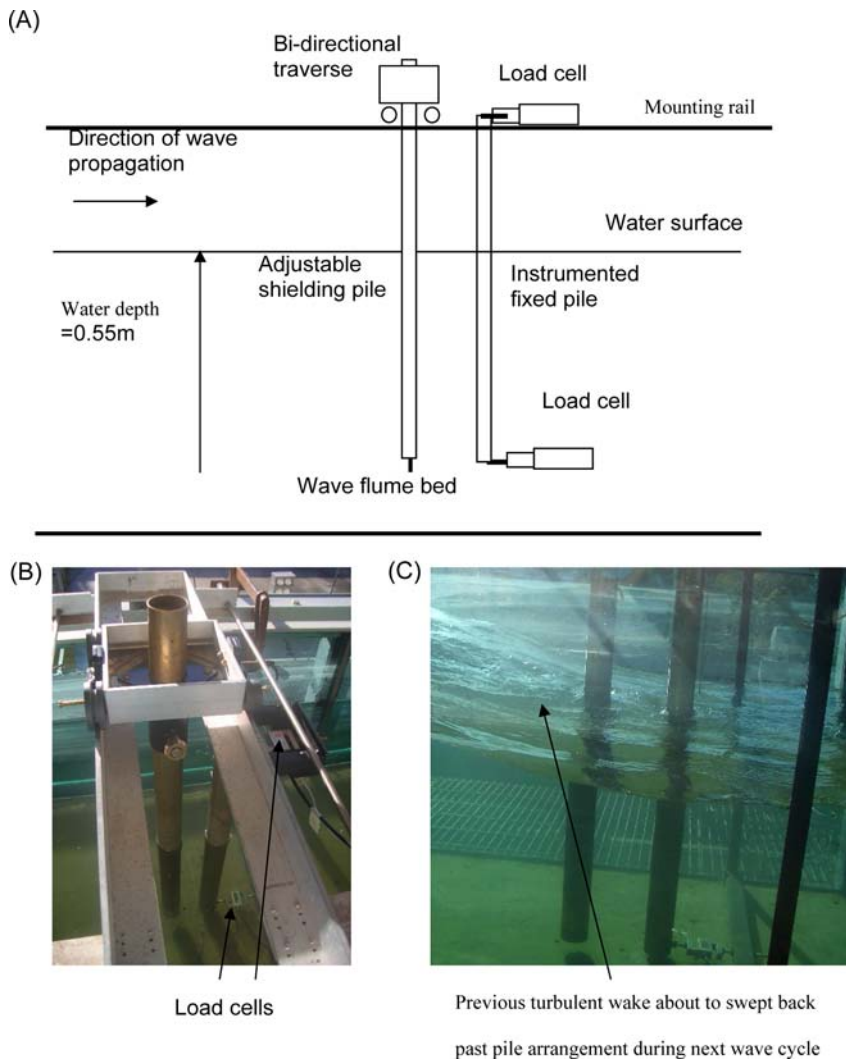 (A)
Bi-directional
traverse
Load cell
Mounting rail
Direction of wave
propagation
Water surface
Adjustable
shielding pile
Instrumented
fixed pile
Water depth
=0.55m
Load cell
Wave flume bed
(B)
(C)
Load cells
Previous turbulent wake about to swept back
past pile arrangement during next wave cycle